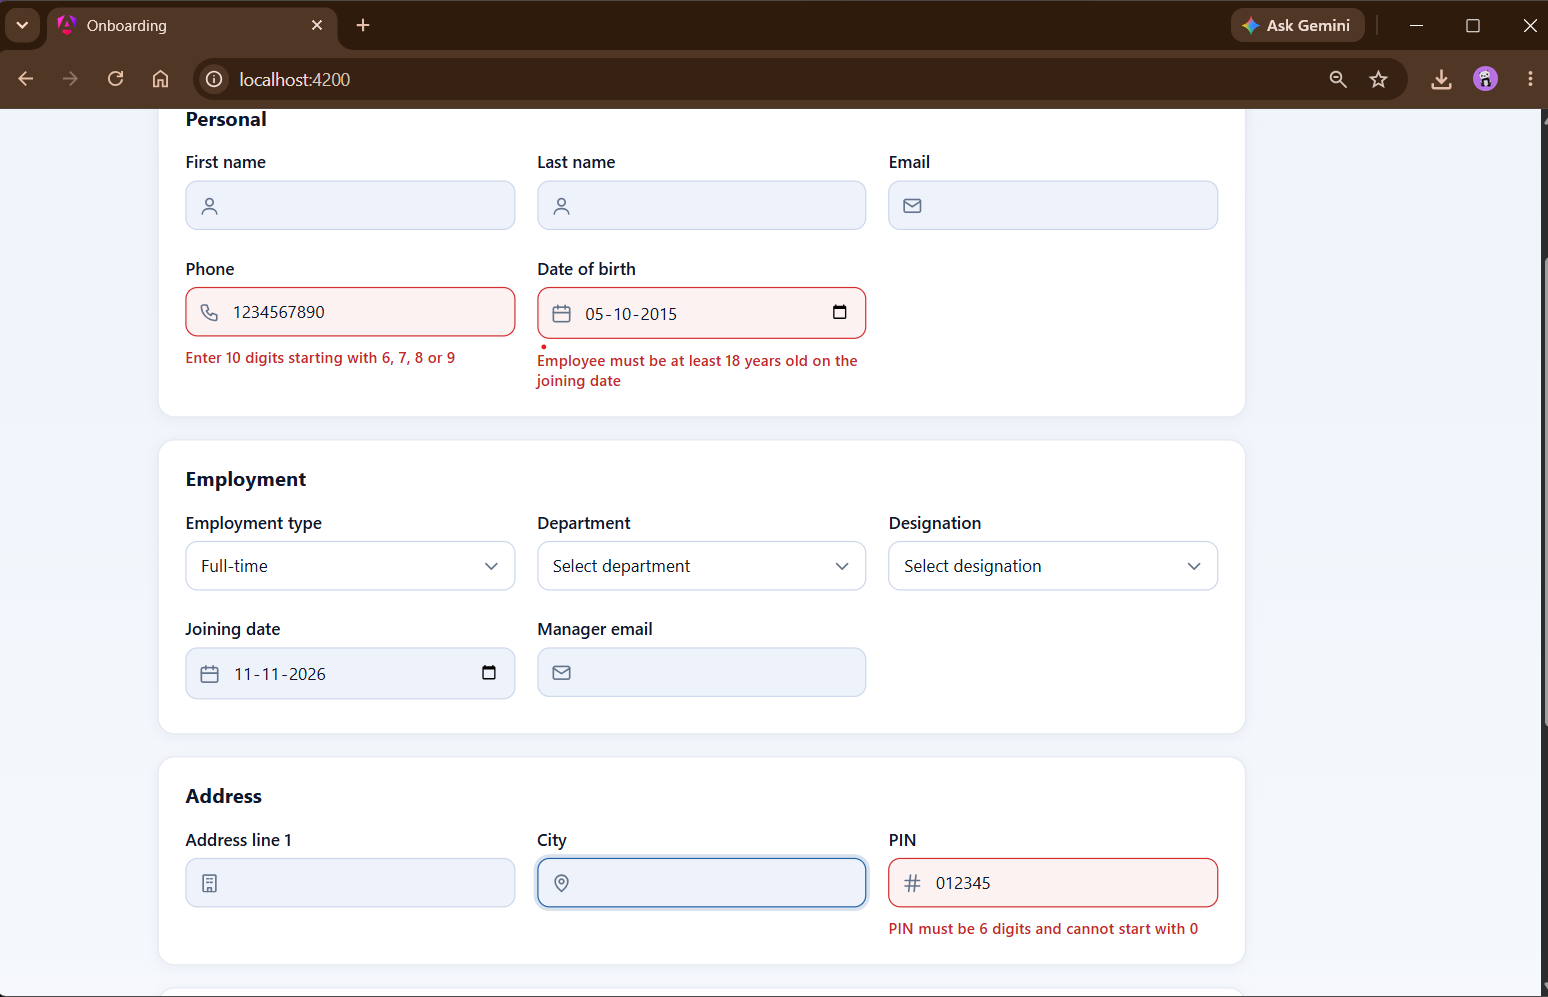 Onboarding
Ask Gemini
localhost:4200
Personal
First name
Last name
Email
Phone
Date of birth
1234567890
05-10-2015
Enter 10 digits starting with 6, 7, 8 or 9
Employee must be at least 18 years old on the
joining date
Employment
Employment type
Department
Designation
Full-time
Select department
Select designation
Joining date
Manager email
11-11-2026
Address
Address line 1
City
PIN
012345
PIN must be 6 digits and cannot start with 0